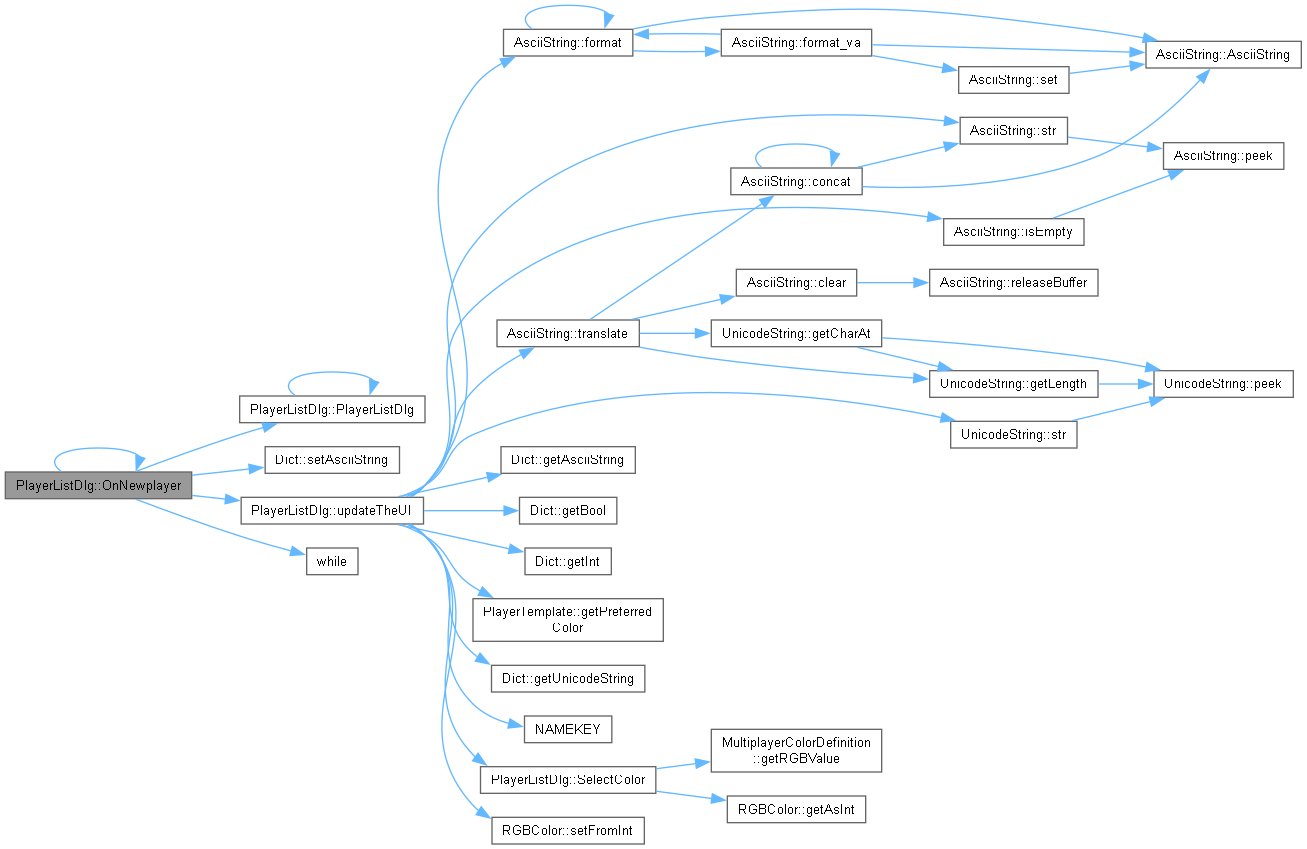 AsciiString::format
AsciiString::format_va
AsciiString::AsciiString
AsciiString::set
AsciiString::str
AsciiString::peek
AsciiString::concat
AsciiString::isEmpty
AsciiString::clear
AsciiString::releaseBuffer
AsciiString::translate
UnicodeString::getCharAt
UnicodeString::getLength
UnicodeString::peek
PlayerListDlg::PlayerListDlg
UnicodeString::str
Dict::setAsciiString
Dict::getAsciiString
PlayerListDlg::OnNewplayer
PlayerListDlg::updateTheUI
Dict::getBool
while
Dict::getInt
PlayerTemplate::getPreferred
Color
Dict::getUnicodeString
NAMEKEY
MultiplayerColorDefinition
::getRGBValue
PlayerListDlg::SelectColor
RGBColor::getAsInt
RGBColor::setFromInt